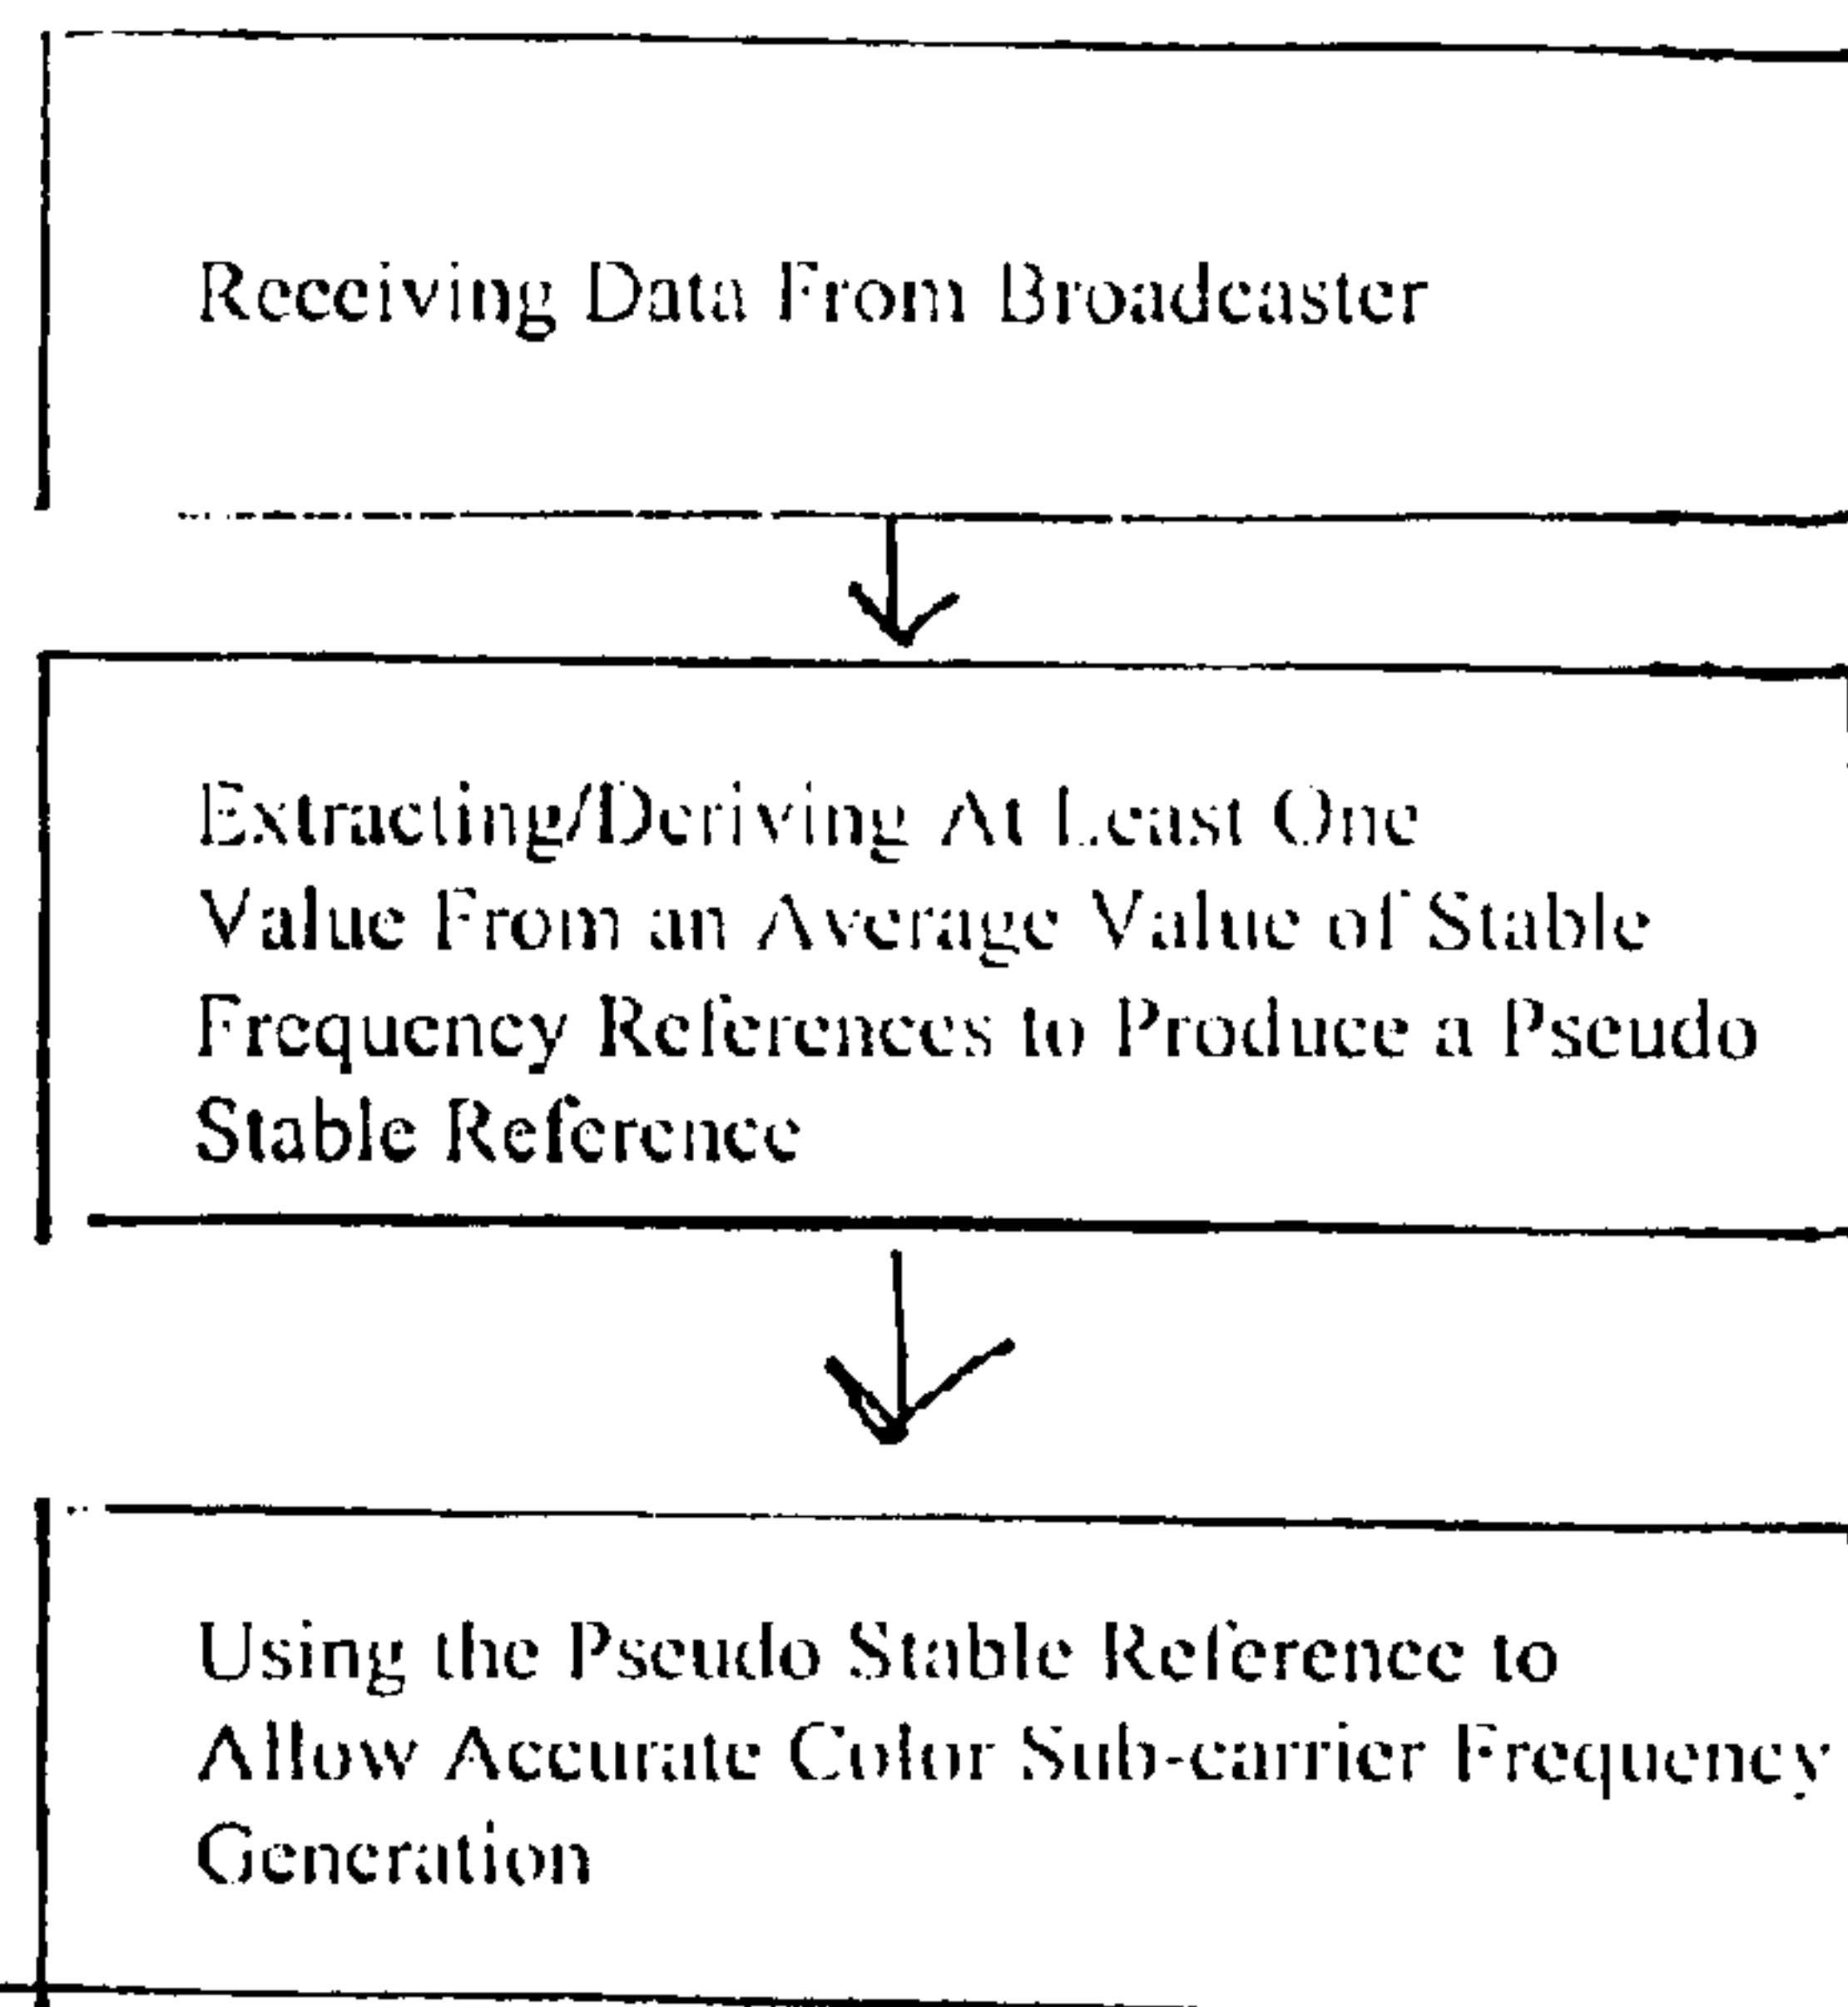 Receiving Data From Broadcaster
Extracting/Deriving At Least One
Value From an Average Value of Stable
Frequency References to Produce a Pseudo
Stable Reference
Using the Pseudo Stable Reference to
Allow Accurate Color Sub-carrier Frequency
Generation